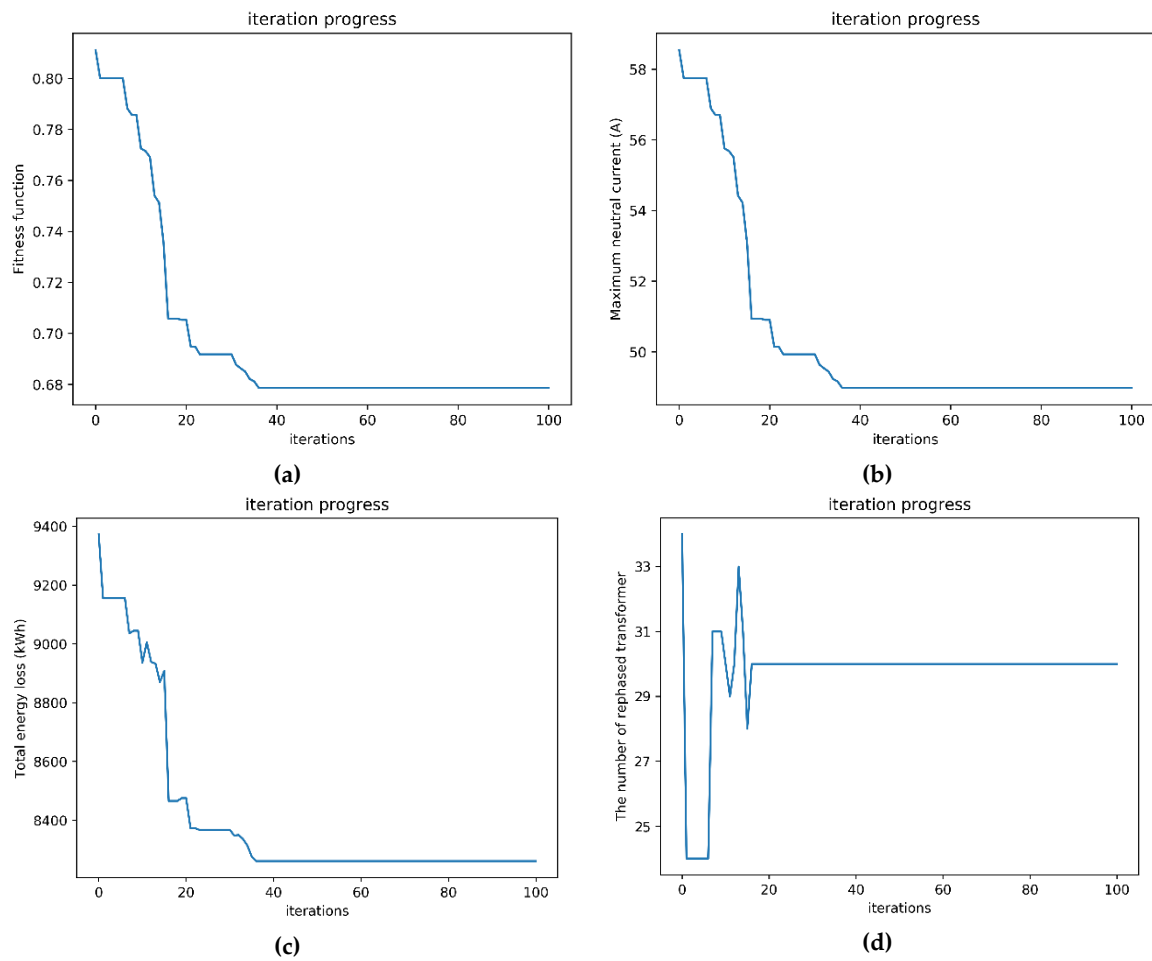 iteration progress
Fitness function
0.80
0.78
0.76
0.74
0.72
0.70
0.68
0 20 40 60 80 100
iterations
(a)
iteration progress
Maximum neutral current (A)
58
56
54
52
50
0 20 40 60 80 100
iterations
(b)
iteration progress
Total energy loss (kWh)
9400
9200
9000
8800
8600
8400
0 20 40 60 80 100
iterations
(c)
iteration progress
The number of rephased transformer
33
31
29
27
25
0 20 40 60 80 100
iterations
(d)